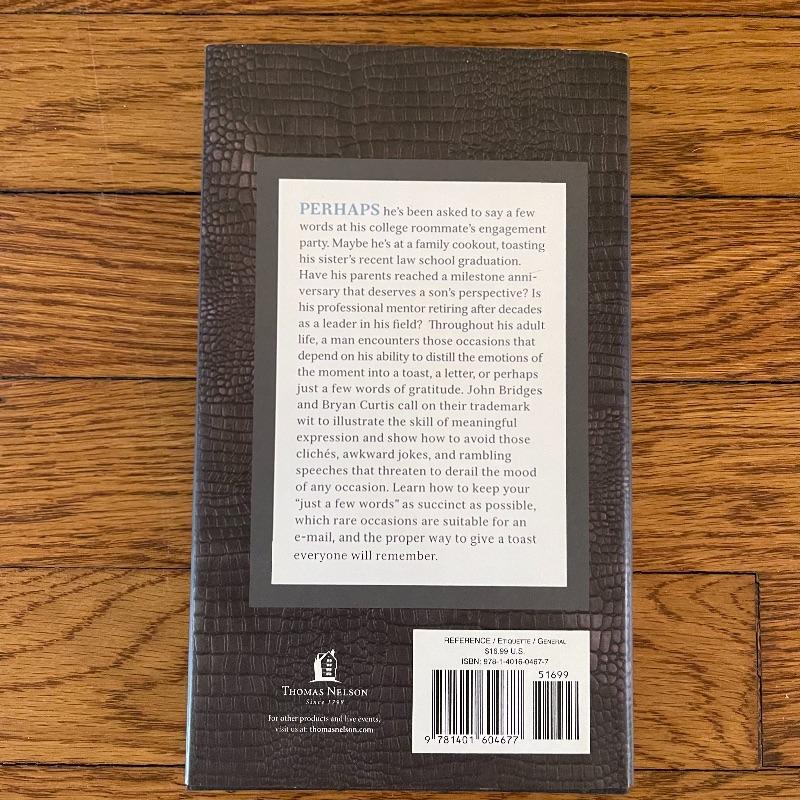 PERHAPS he's been asked to say a few
words at his college roommate's engagement
party. Maybe he's at a family cookout, toasting
his sister's recent law school graduation.
Have his parents reached a milestone anni-
versary that deserves a son's perspective? Is
his professional mentor retiring after decades
as a leader in his field? Throughout his adult
life, a man encounters those occasions that
depend on his ability to distill the emotions of
the moment into a toast, a letter, or perhaps
just a few words of gratitude. John Bridges
and Bryan Curtis call on their trademark
wit to illustrate the skill of meaningful
expression and show how to avoid those
clichés, awkward jokes, and rambling
speeches that threaten to derail the mood
of any occasion. Learn how to keep your
"just a few words" as succinct as possible,
which rare occasions are suitable for an
e-mail, and the proper way to give a toast
everyone will remember.
THOMAS NELSON
Since 1798
For other products and live events,
visit us at: thomasnelson.com
REFERENCE / ETIQUETTE / GENERAL
$16.99 U.S.
ISBN: 978-1-4016-0467-7
51699
9 781401 604677